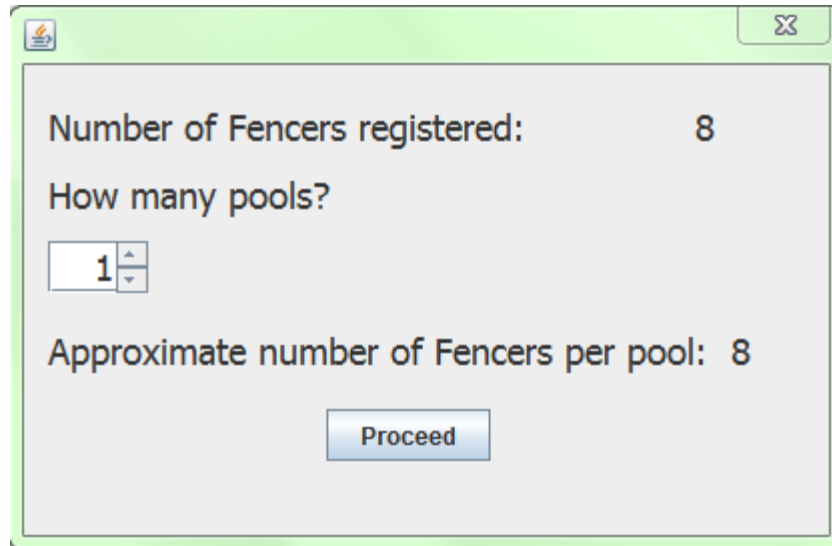 Number of Fencers registered: 8
How many pools?
1
Approximate number of Fencers per pool: 8
Proceed